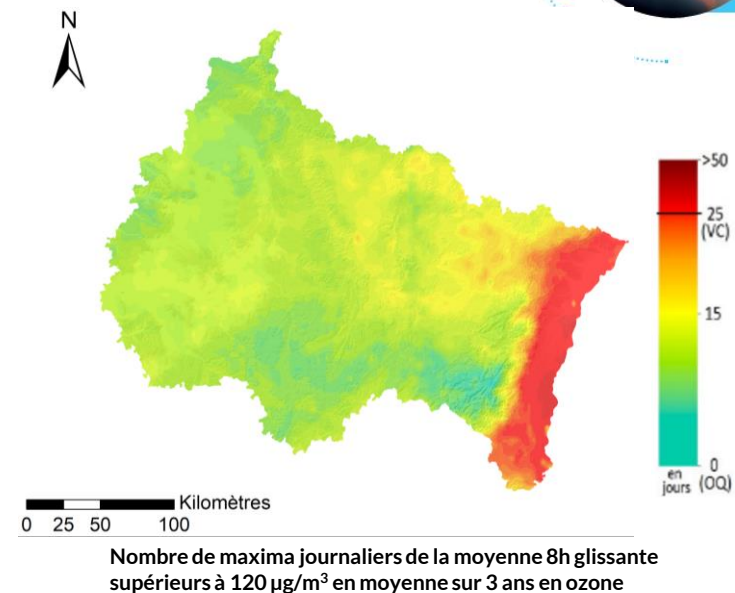 N
>50
25
(VC)
15
0
en
jours (OQ)
Kilomètres
0 25 50 100
Nombre de maxima journaliers de la moyenne 8h glissante
supérieurs à 120 µg/m³ en moyenne sur 3 ans en ozone